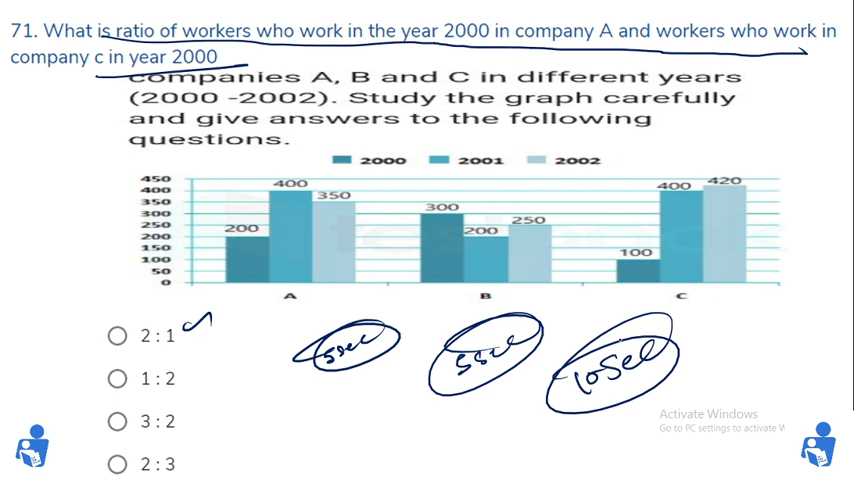 71. What is ratio of workers who work in the year 2000 in company A and workers who work in
company c in year 2000
companies A, B and C in different years
(2000 -2002). Study the graph carefully
and give answers to the following
questions.
2000 2001 2002
450
400
350
300
250
200
150
100
50
0
200 400 350
300 200 250
100 400 420
A B C
2 : 1
1 : 2
3 : 2
2 : 3
5sec 5sec 10sec
Activate Windows
Go to PC settings to activate W